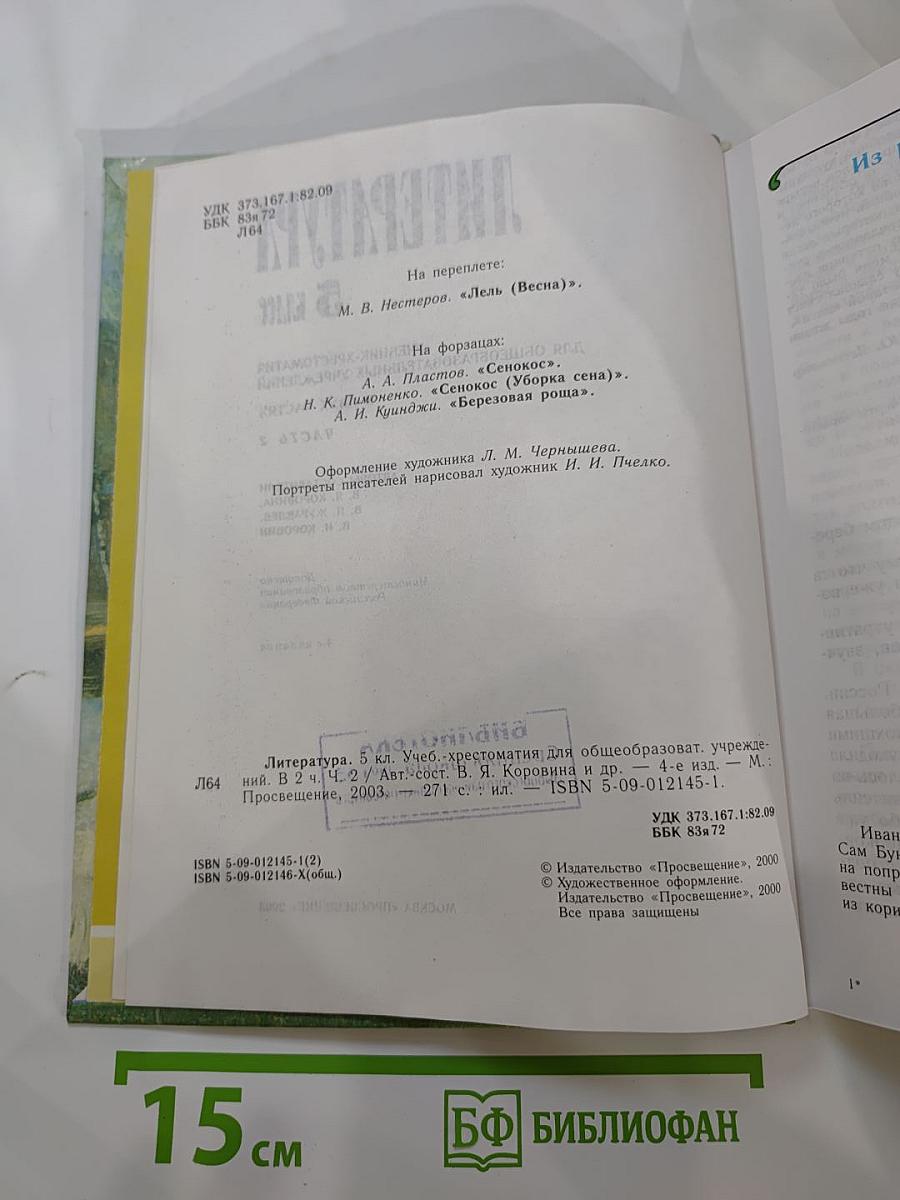 УДК 373.167.1:82.09
ББК 83я72
Л64
На переплете:
М. В. Нестеров. «Лель (Весна)».
На форзацах:
А. А. Пластов. «Сенокос».
Н. К. Пимоненко. «Сенокос (Уборка сена)».
А. И. Куинджи. «Березовая роща».
Оформление художника Л. М. Чернышева.
Портреты писателей нарисовал художник И. И. Пчелко.
Литература. 5 кл. Учеб.-хрестоматия для общеобразоват. учрежде-
Л64 ний. В 2 ч. Ч. 2 / Авт.-сост. В. Я. Коровина и др. — 4-е изд. — М.:
Просвещение, 2003. — 271 с. : ил. — ISBN 5-09-012145-1.
УДК 373.167.1:82.09
ББК 83я72
ISBN 5-09-012145-1(2)
ISBN 5-09-012146-X(общ.)
© Издательство «Просвещение», 2000
© Художественное оформление.
Издательство «Просвещение», 2000
Все права защищены
Из
Иван
Сам Бун
на попр
вестны
из кори
1*
15 см
БФ БИБЛИОФАН